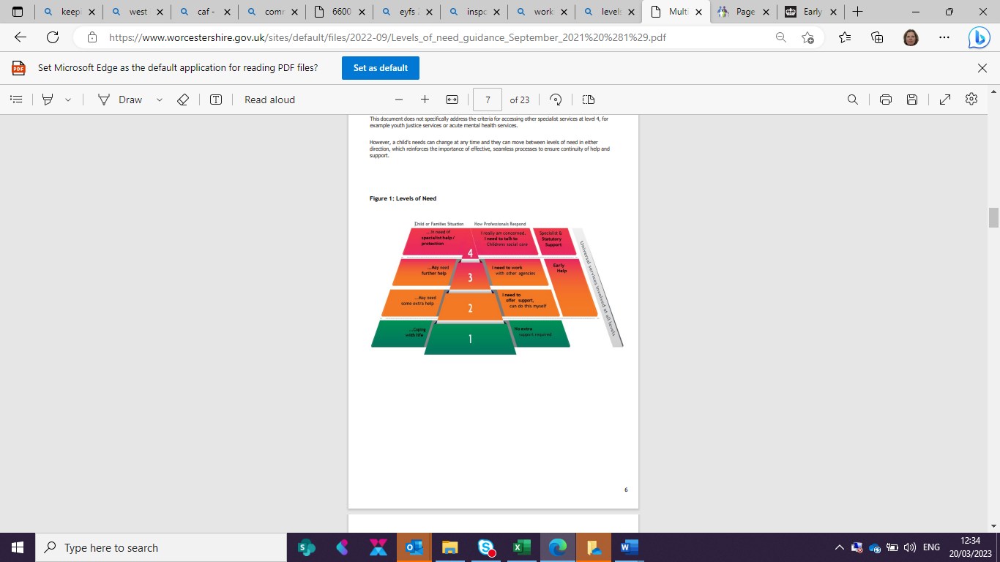 keep
west
caf -
comr
6600
eyfs
inspo
work
levels
Multi
Page
Early
https://www.worcestershire.gov.uk/sites/default/files/2022-09/Levels_of_need_guidance_September_2021%20%281%29.pdf
PDF
Set Microsoft Edge as the default application for reading PDF files?
Set as default
Draw
T
Read aloud
7
of 23
This document does not specifically address the criteria for accessing other specialist services at level 4, for
example youth justice services or acute mental health services.
However, a child's needs can change at any time and they can move between levels of need in either
direction, which reinforces the importance of effective, seamless processes to ensure continuity of help and
support.
Figure 1: Levels of Need
Child or Families Situation
How Professionals Respond
...In need of
specialist help /
protection
4
I really am concerned.
I need to talk to
Childrens social care
Specialist &
Statutory
Support
...May need
further help
3
I need to work
with other agencies
Early
Help
...May need
some extra help
2
I need to
offer support,
can do this myself
...Coping
with life
1
No extra
support required
Universal services involved at all levels
6
Type here to search
ENG
12:34
20/03/2023